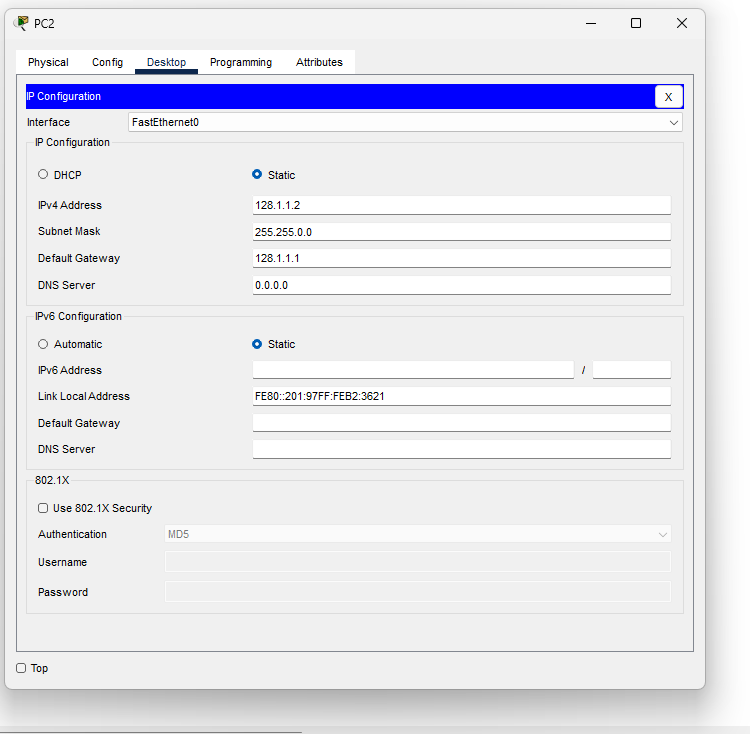 PC2
Physical Config Desktop Programming Attributes
IP Configuration X
Interface FastEthernet0
IP Configuration
DHCP Static
IPv4 Address 128.1.1.2
Subnet Mask 255.255.0.0
Default Gateway 128.1.1.1
DNS Server 0.0.0.0
IPv6 Configuration
Automatic Static
IPv6 Address /
Link Local Address FE80::201:97FF:FEB2:3621
Default Gateway
DNS Server
802.1X
Use 802.1X Security
Authentication MD5
Username
Password
Top